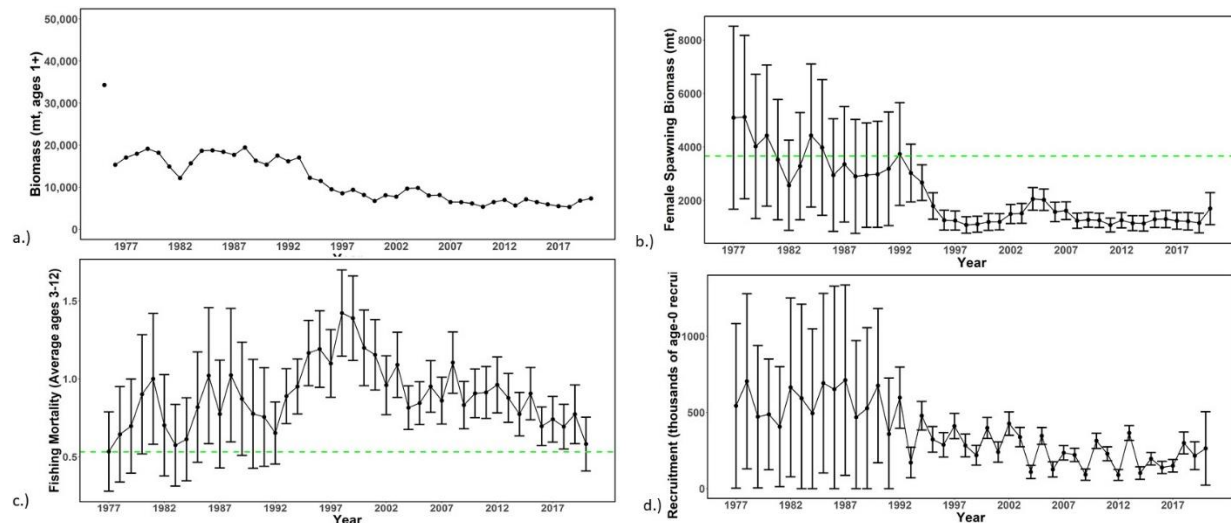 a.)
Biomass (mt, ages 1+)
50,000
40,000
30,000
20,000
10,000
0
1977 1982 1987 1992 1997 2002 2007 2012 2017
b.)
Female Spawning Biomass (mt)
8000
6000
4000
2000
1977 1982 1987 1992 1997 2002 2007 2012 2017
Year
c.)
Fishing Mortality (Average ages 3-12)
1.5
1.0
0.5
1977 1982 1987 1992 1997 2002 2007 2012 2017
Year
d.)
Recruitment (thousands of age-0 recrui
1000
500
0
1977 1982 1987 1992 1997 2002 2007 2012 2017
Year